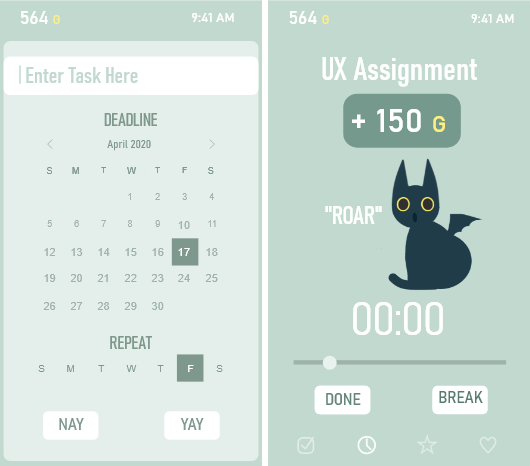 564 G 9:41 AM
Enter Task Here
DEADLINE
April 2020
S M T W T F S
1 2 3 4
5 6 7 8 9 10 11
12 13 14 15 16 17 18
19 20 21 22 23 24 25
26 27 28 29 30
REPEAT
S M T W T F S
NAY YAY
564 G 9:41 AM
UX Assignment
+ 150 G
"ROAR"
00:00
DONE BREAK